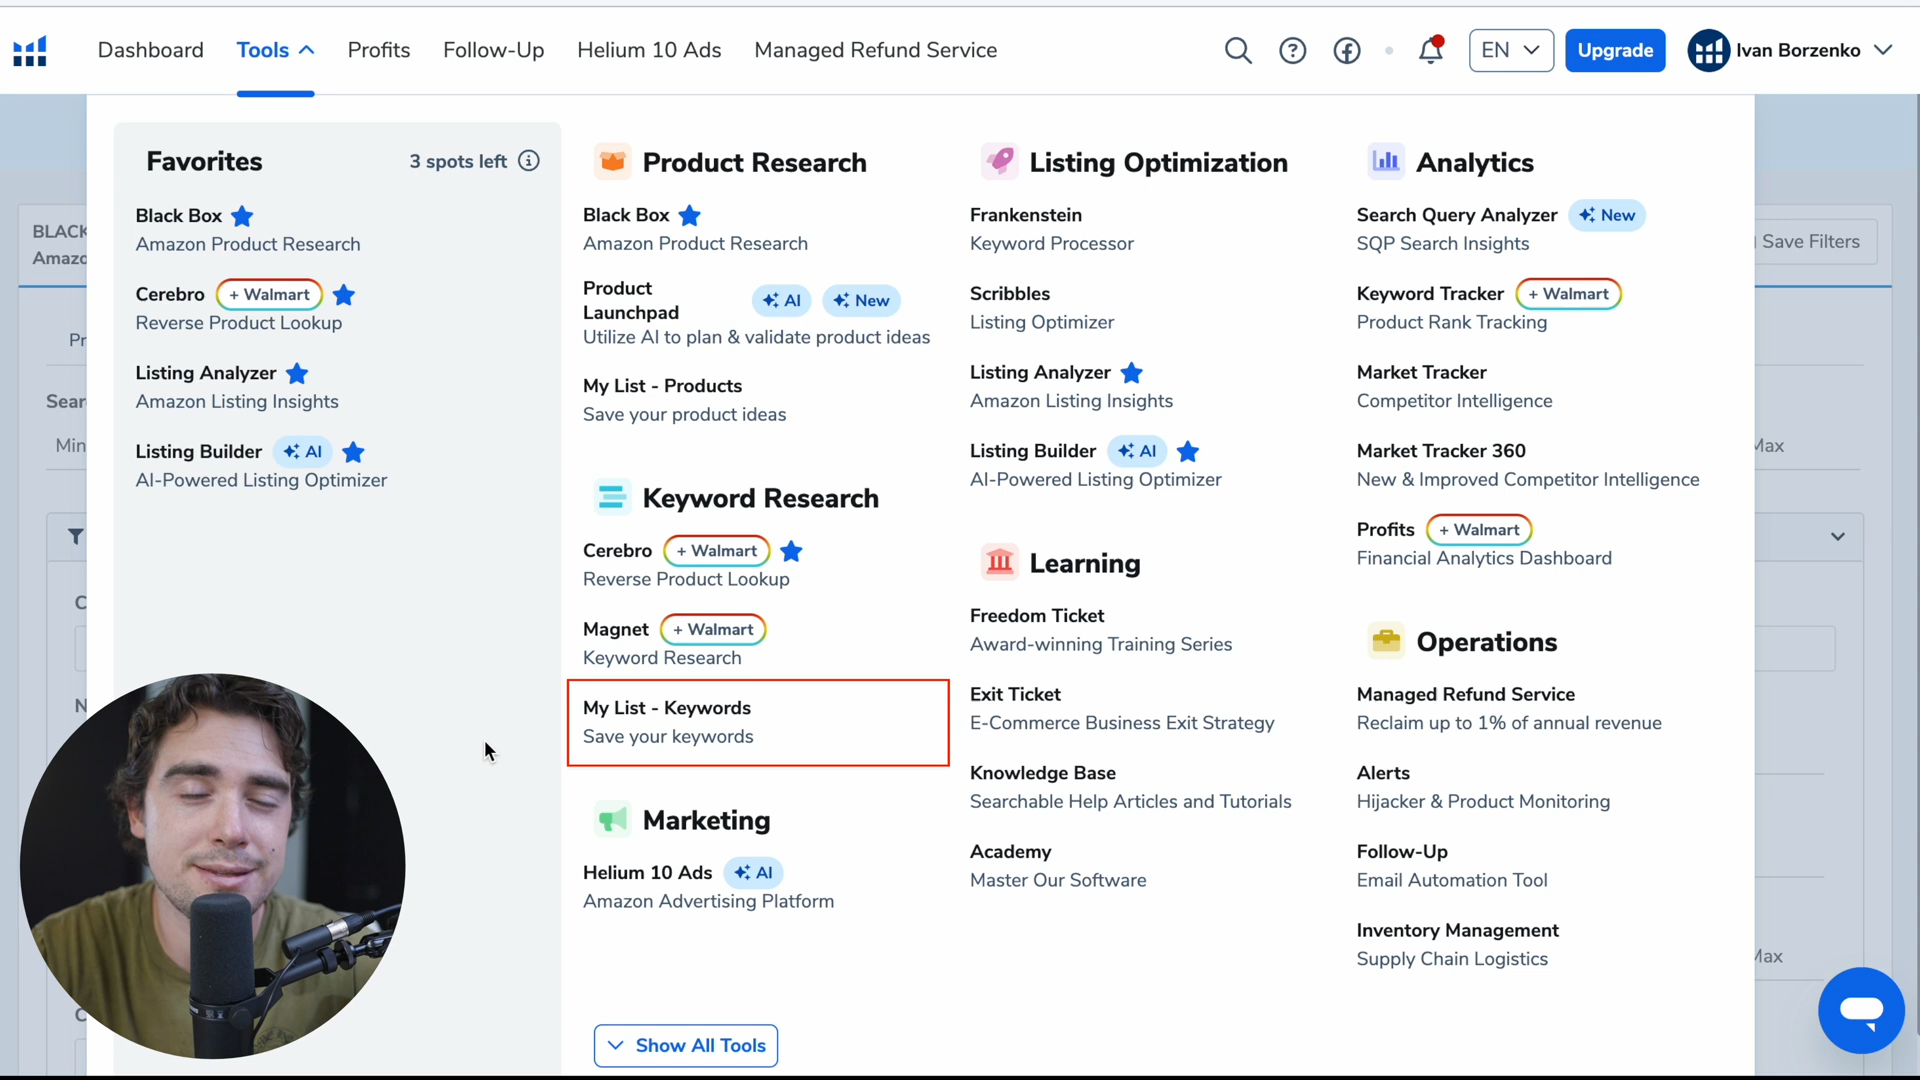 Dashboard
Tools
Profits
Follow-Up
Helium 10 Ads
Managed Refund Service
EN
Upgrade
Ivan Borzenko
Favorites
3 spots left
Black Box
Amazon Product Research
Cerebro + Walmart
Reverse Product Lookup
Listing Analyzer
Amazon Listing Insights
Listing Builder AI
AI-Powered Listing Optimizer
Product Research
Black Box
Amazon Product Research
Product
Launchpad AI New
Utilize AI to plan & validate product ideas
My List - Products
Save your product ideas
Keyword Research
Cerebro + Walmart
Reverse Product Lookup
Magnet + Walmart
Keyword Research
My List - Keywords
Save your keywords
Marketing
Helium 10 Ads AI
Amazon Advertising Platform
Show All Tools
Listing Optimization
Frankenstein
Keyword Processor
Scribbles
Listing Optimizer
Listing Analyzer
Amazon Listing Insights
Listing Builder AI
AI-Powered Listing Optimizer
Learning
Freedom Ticket
Award-winning Training Series
Exit Ticket
E-Commerce Business Exit Strategy
Knowledge Base
Searchable Help Articles and Tutorials
Academy
Master Our Software
Analytics
Search Query Analyzer New
SQP Search Insights
Keyword Tracker + Walmart
Product Rank Tracking
Market Tracker
Competitor Intelligence
Market Tracker 360
New & Improved Competitor Intelligence
Profits + Walmart
Financial Analytics Dashboard
Operations
Managed Refund Service
Reclaim up to 1% of annual revenue
Alerts
Hijacker & Product Monitoring
Follow-Up
Email Automation Tool
Inventory Management
Supply Chain Logistics
BLACK
Amazo
Pr
Sear
Min
C
N
C
Save Filters
Max
Max